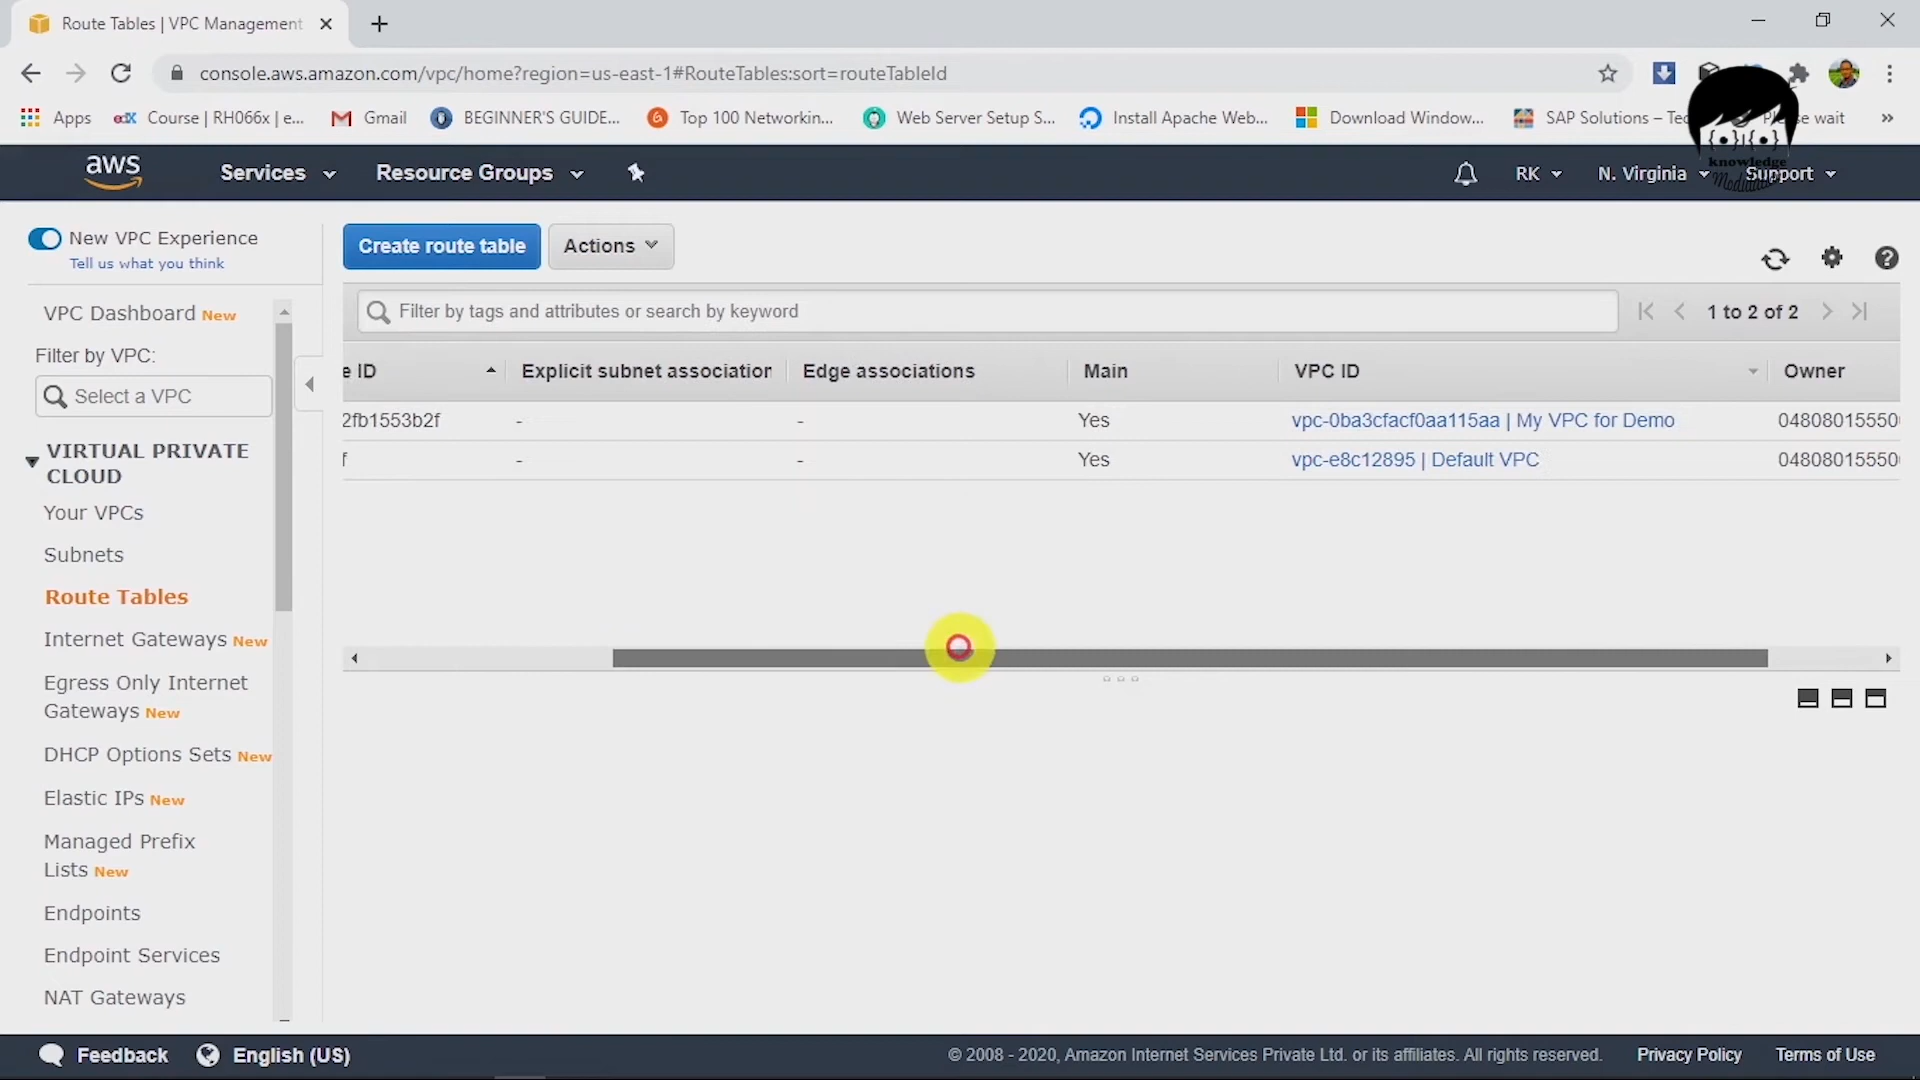 Route Tables | VPC Management
console.aws.amazon.com/vpc/home?region=us-east-1#RouteTables:sort=routeTableId
Apps
edX Course | RH066x | e...
Gmail
BEGINNER'S GUIDE...
Top 100 Networkin...
Web Server Setup S...
Install Apache Web...
Download Window...
SAP Solutions – Tec
se wait
»
knowledge
aws
Services
Resource Groups
RK
N. Virginia
Support
New VPC Experience
Tell us what you think
Create route table
Actions
VPC Dashboard New
Filter by VPC:
Select a VPC
Filter by tags and attributes or search by keyword
1 to 2 of 2
e ID
Explicit subnet association
Edge associations
Main
VPC ID
Owner
2fb1553b2f
-
-
Yes
vpc-0ba3cfacf0aa115aa | My VPC for Demo
0480801550
f
-
-
Yes
vpc-e8c12895 | Default VPC
0480801550
VIRTUAL PRIVATE
CLOUD
Your VPCs
Subnets
Route Tables
Internet Gateways New
Egress Only Internet
Gateways New
DHCP Options Sets New
Elastic IPs New
Managed Prefix
Lists New
Endpoints
Endpoint Services
NAT Gateways
Feedback
English (US)
© 2008 - 2020, Amazon Internet Services Private Ltd. or its affiliates. All rights reserved.
Privacy Policy
Terms of Use